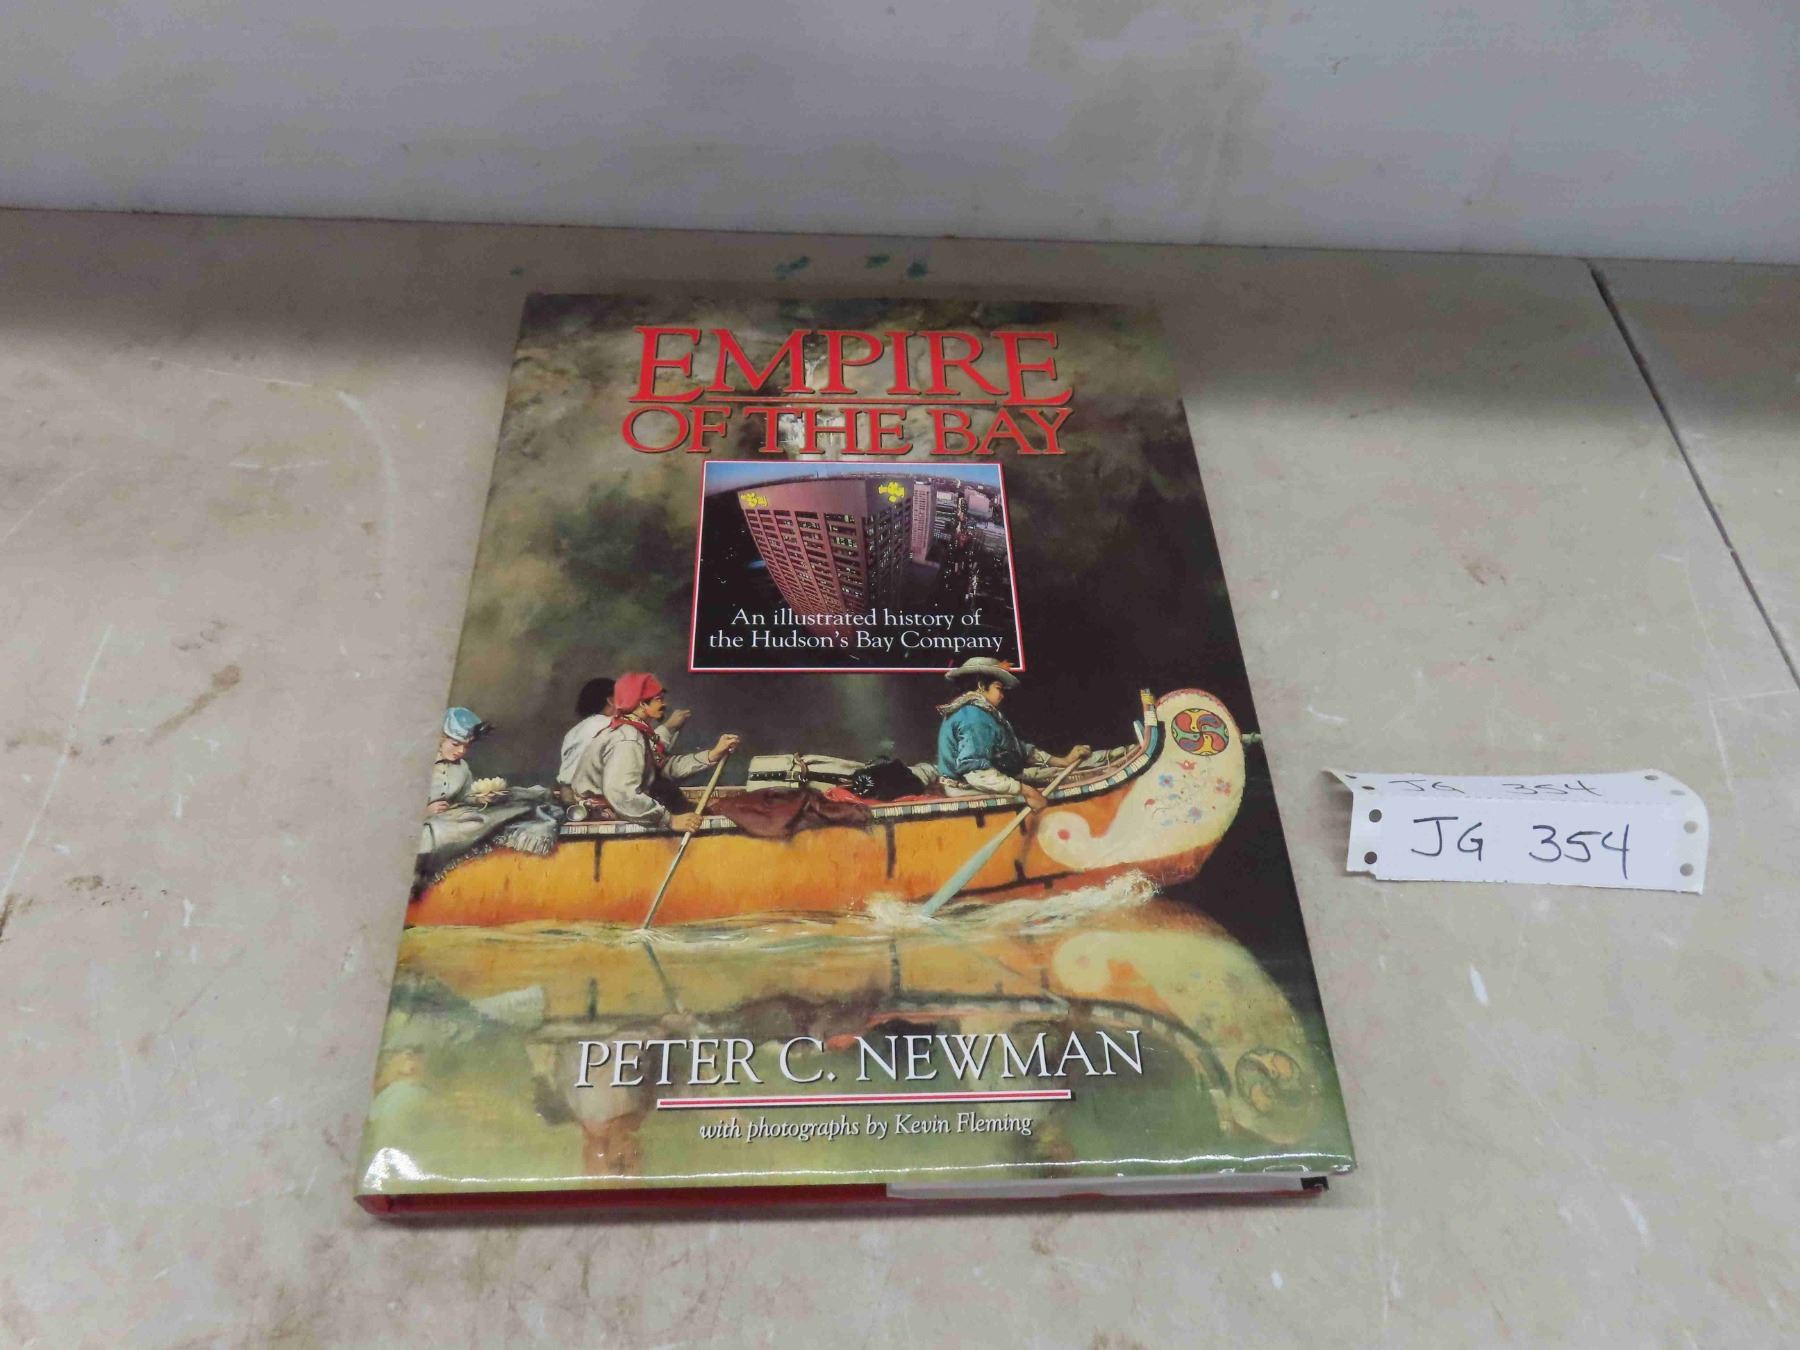 EMPIRE
OF THE BAY
An illustrated history of
the Hudson's Bay Company
PETER C. NEWMAN
with photographs by Kevin Fleming
JG 354
JG 354